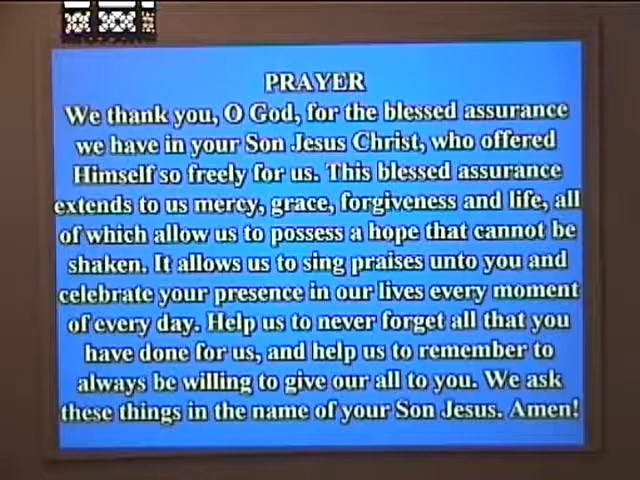 PRAYER
We thank you, O God, for the blessed assurance
we have in your Son Jesus Christ, who offered
Himself so freely for us. This blessed assurance
extends to us mercy, grace, forgiveness and life, all
of which allow us to possess a hope that cannot be
shaken. It allows us to sing praises unto you and
celebrate your presence in our lives every moment
of every day. Help us to never forget all that you
have done for us, and help us to remember to
always be willing to give our all to you. We ask
these things in the name of your Son Jesus. Amen!